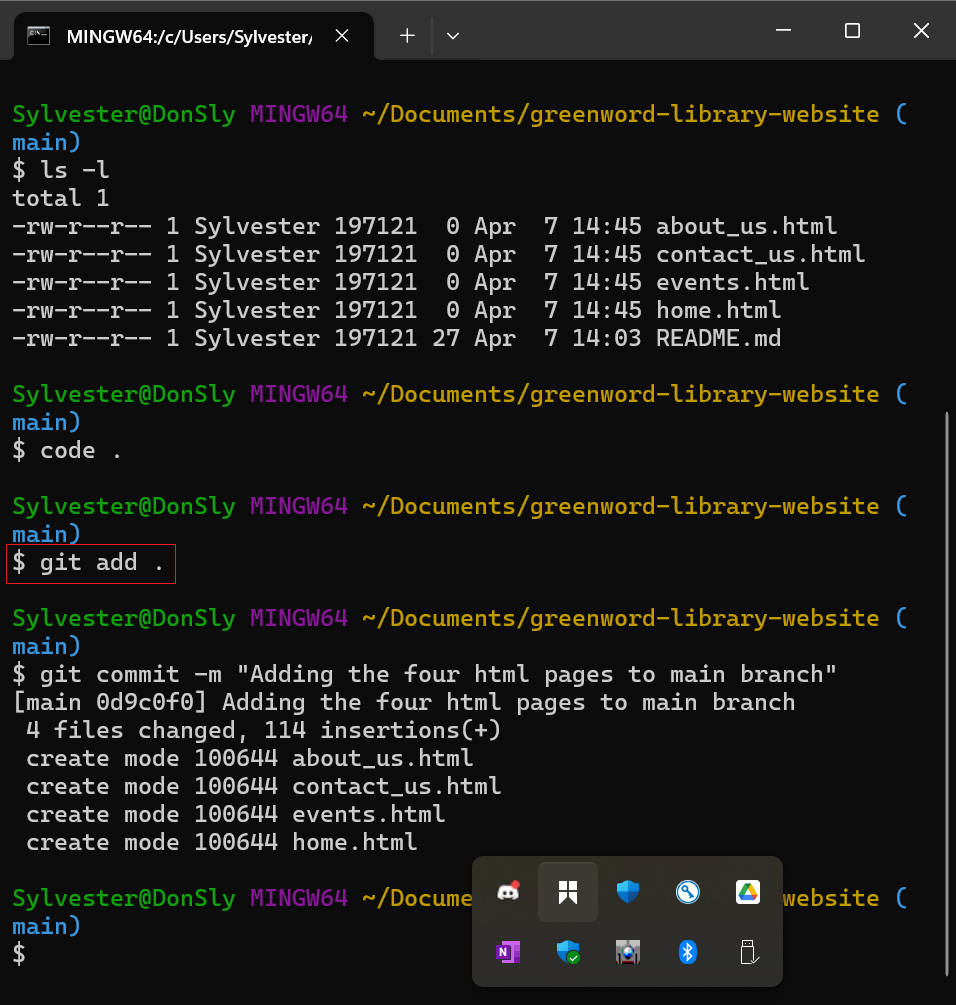 MINGW64:/c/Users/Sylvester/
Sylvester@DonSly MINGW64 ~/Documents/greenword-library-website (
main)
$ ls -l
total 1
-rw-r--r-- 1 Sylvester 197121  0 Apr  7 14:45 about_us.html
-rw-r--r-- 1 Sylvester 197121  0 Apr  7 14:45 contact_us.html
-rw-r--r-- 1 Sylvester 197121  0 Apr  7 14:45 events.html
-rw-r--r-- 1 Sylvester 197121  0 Apr  7 14:45 home.html
-rw-r--r-- 1 Sylvester 197121 27 Apr  7 14:03 README.md
Sylvester@DonSly MINGW64 ~/Documents/greenword-library-website (
main)
$ code .
Sylvester@DonSly MINGW64 ~/Documents/greenword-library-website (
main)
$ git add .
Sylvester@DonSly MINGW64 ~/Documents/greenword-library-website (
main)
$ git commit -m "Adding the four html pages to main branch"
[main 0d9c0f0] Adding the four html pages to main branch
 4 files changed, 114 insertions(+)
 create mode 100644 about_us.html
 create mode 100644 contact_us.html
 create mode 100644 events.html
 create mode 100644 home.html
Sylvester@DonSly MINGW64 ~/Docume website (
main)
$
N